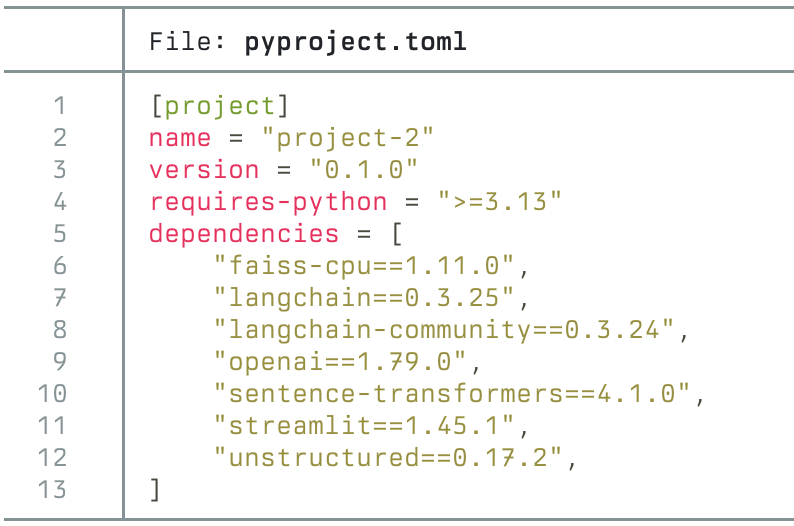 File: pyproject.toml
1 [project]
2 name = "project-2"
3 version = "0.1.0"
4 requires-python = ">=3.13"
5 dependencies = [
6     "faiss-cpu==1.11.0",
7     "langchain==0.3.25",
8     "langchain-community==0.3.24",
9     "openai==1.79.0",
10     "sentence-transformers==4.1.0",
11     "streamlit==1.45.1",
12     "unstructured==0.17.2",
13 ]